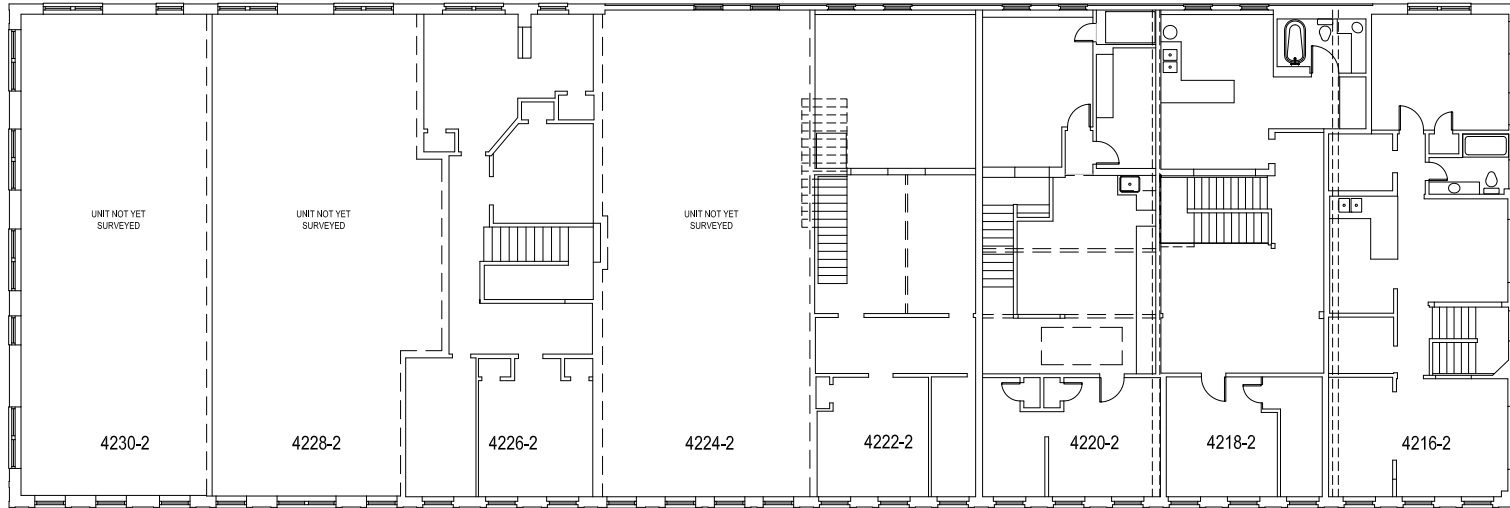 UNIT NOT YET
SURVEYED
UNIT NOT YET
SURVEYED
UNIT NOT YET
SURVEYED
4230-2
4228-2
4226-2
4224-2
4222-2
4220-2
4218-2
4216-2